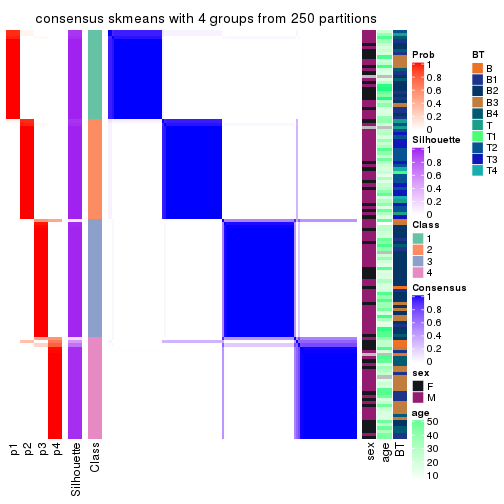 consensus skmeans with 4 groups from 250 partitions
p1
p2
p3
p4
Silhouette
Class
sex
age
BT
Prob
1
0.8
0.6
0.4
0.2
0
Silhouette
1
0.8
0.6
0.4
0.2
0
Class
1
2
3
4
Consensus
1
0.8
0.6
0.4
0.2
0
sex
F
M
age
50
40
30
20
10
BT
B
B1
B2
B3
B4
T
T1
T2
T3
T4